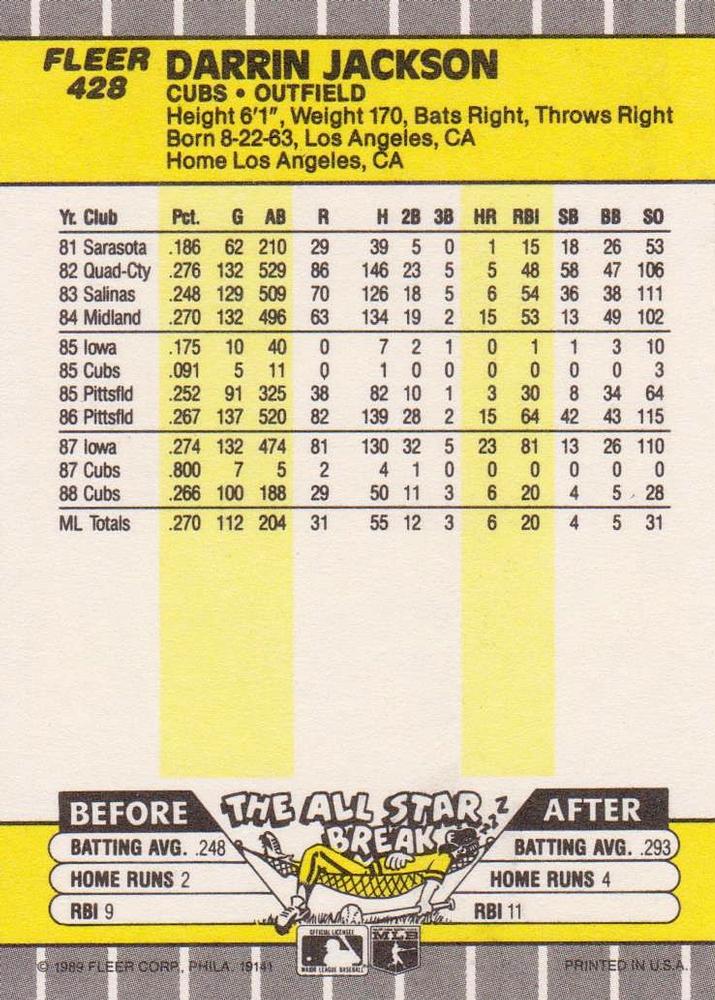 FLEER
428
DARRIN JACKSON
CUBS • OUTFIELD
Height 6'1", Weight 170, Bats Right, Throws Right
Born 8-22-63, Los Angeles, CA
Home Los Angeles, CA
Yr. Club Pct. G AB R H 2B 3B HR RBI SB BB SO
81 Sarasota .186 62 210 29 39 5 0 1 15 18 26 53
82 Quad-Cty .276 132 529 86 146 23 5 5 48 58 47 106
83 Salinas .248 129 509 70 126 18 5 6 54 36 38 111
84 Midland .270 132 496 63 134 19 2 15 53 13 49 102
85 Iowa .175 10 40 0 7 2 1 0 1 1 3 10
85 Cubs .091 5 11 0 1 0 0 0 0 0 0 3
85 Pittsfld .252 91 325 38 82 10 1 3 30 8 34 64
86 Pittsfld .267 137 520 82 139 28 2 15 64 42 43 115
87 Iowa .274 132 474 81 130 32 5 23 81 13 26 110
87 Cubs .800 7 5 2 4 1 0 0 0 0 0 0
88 Cubs .266 100 188 29 50 11 3 6 20 4 5 28
ML Totals .270 112 204 31 55 12 3 6 20 4 5 31
BEFORE THE ALL STAR BREAK ZZZ AFTER
BATTING AVG. .248 BATTING AVG. .293
HOME RUNS 2 HOME RUNS 4
RBI 9 RBI 11
OFFICIAL LICENSEE
MAJOR LEAGUE BASEBALL
MLB
© 1989 FLEER CORP., PHILA. 19141 PRINTED IN U.S.A.